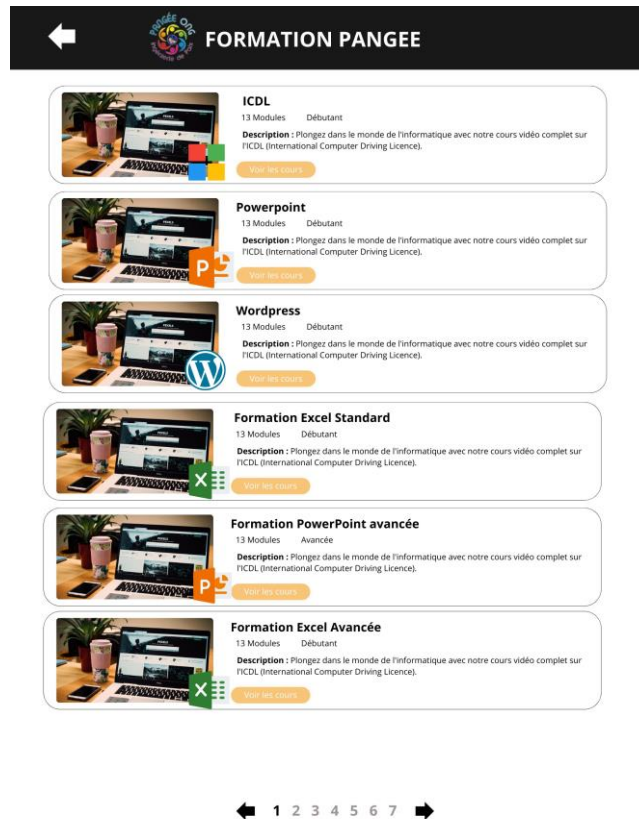 PANGÉE ONG
FORMATION PANGEE
ICDL
13 Modules Débutant
Description : Plongez dans le monde de l'informatique avec notre cours vidéo complet sur
l'ICDL (International Computer Driving Licence).
Voir les cours
Powerpoint
13 Modules Débutant
Description : Plongez dans le monde de l'informatique avec notre cours vidéo complet sur
l'ICDL (International Computer Driving Licence).
P
Voir les cours
Wordpress
13 Modules Débutant
Description : Plongez dans le monde de l'informatique avec notre cours vidéo complet sur
l'ICDL (International Computer Driving Licence).
W
Voir les cours
Formation Excel Standard
13 Modules Débutant
Description : Plongez dans le monde de l'informatique avec notre cours vidéo complet sur
l'ICDL (International Computer Driving Licence).
X
Voir les cours
Formation PowerPoint avancée
13 Modules Avancée
Description : Plongez dans le monde de l'informatique avec notre cours vidéo complet sur
l'ICDL (International Computer Driving Licence).
P
Voir les cours
Formation Excel Avancée
13 Modules Débutant
Description : Plongez dans le monde de l'informatique avec notre cours vidéo complet sur
l'ICDL (International Computer Driving Licence).
X
Voir les cours
1 2 3 4 5 6 7